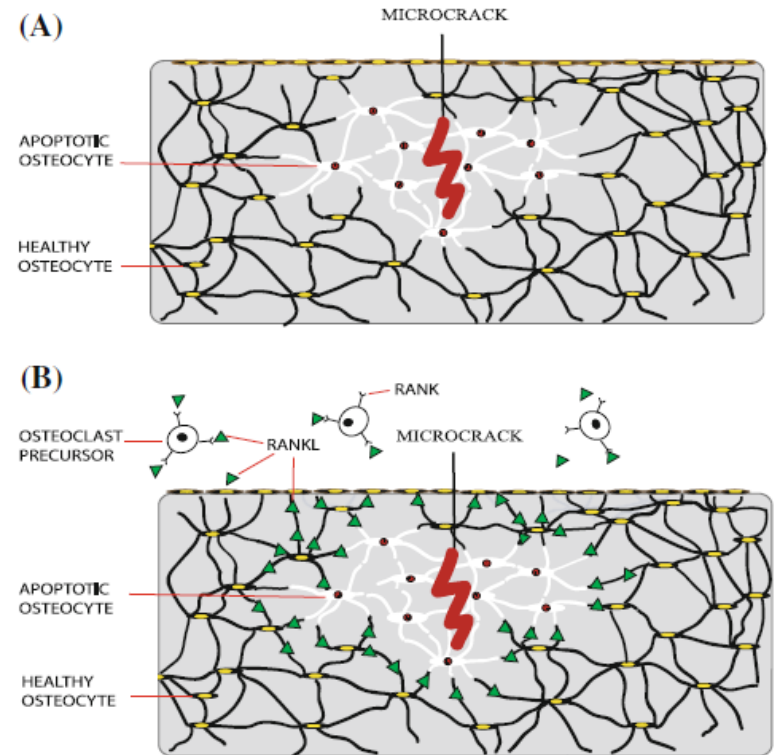 (A)
MICROCRACK
APOPTOTIC
OSTEOCYTE
HEALTHY
OSTEOCYTE
(B)
RANK
OSTEOCLAST
PRECURSOR
RANKL
MICROCRACK
APOPTOTIC
OSTEOCYTE
HEALTHY
OSTEOCYTE